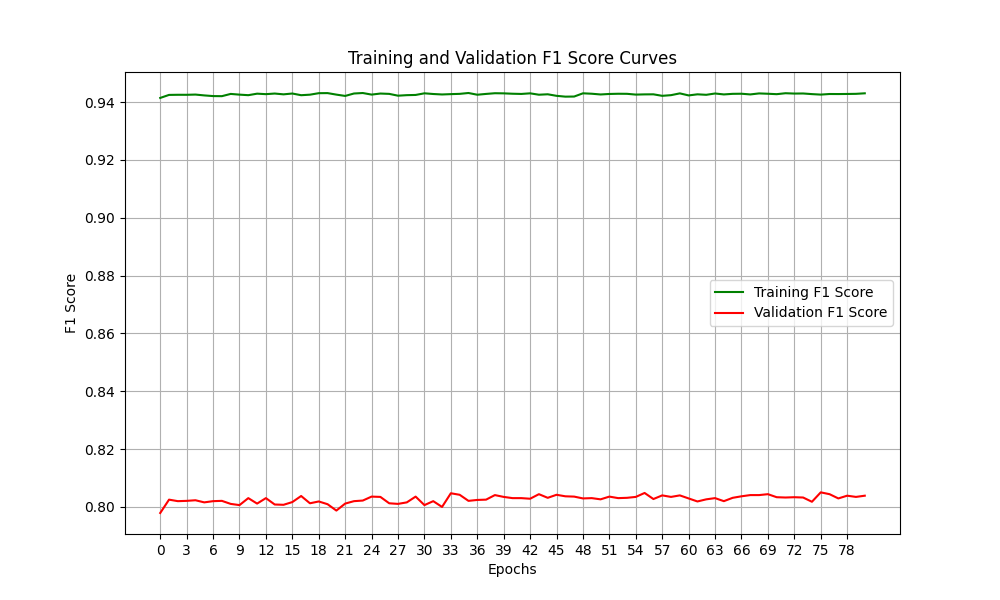 Training and Validation F1 Score Curves
F1 Score
0.94
0.92
0.90
0.88
0.86
0.84
0.82
0.80
Training F1 Score
Validation F1 Score
0 3 6 9 12 15 18 21 24 27 30 33 36 39 42 45 48 51 54 57 60 63 66 69 72 75 78
Epochs